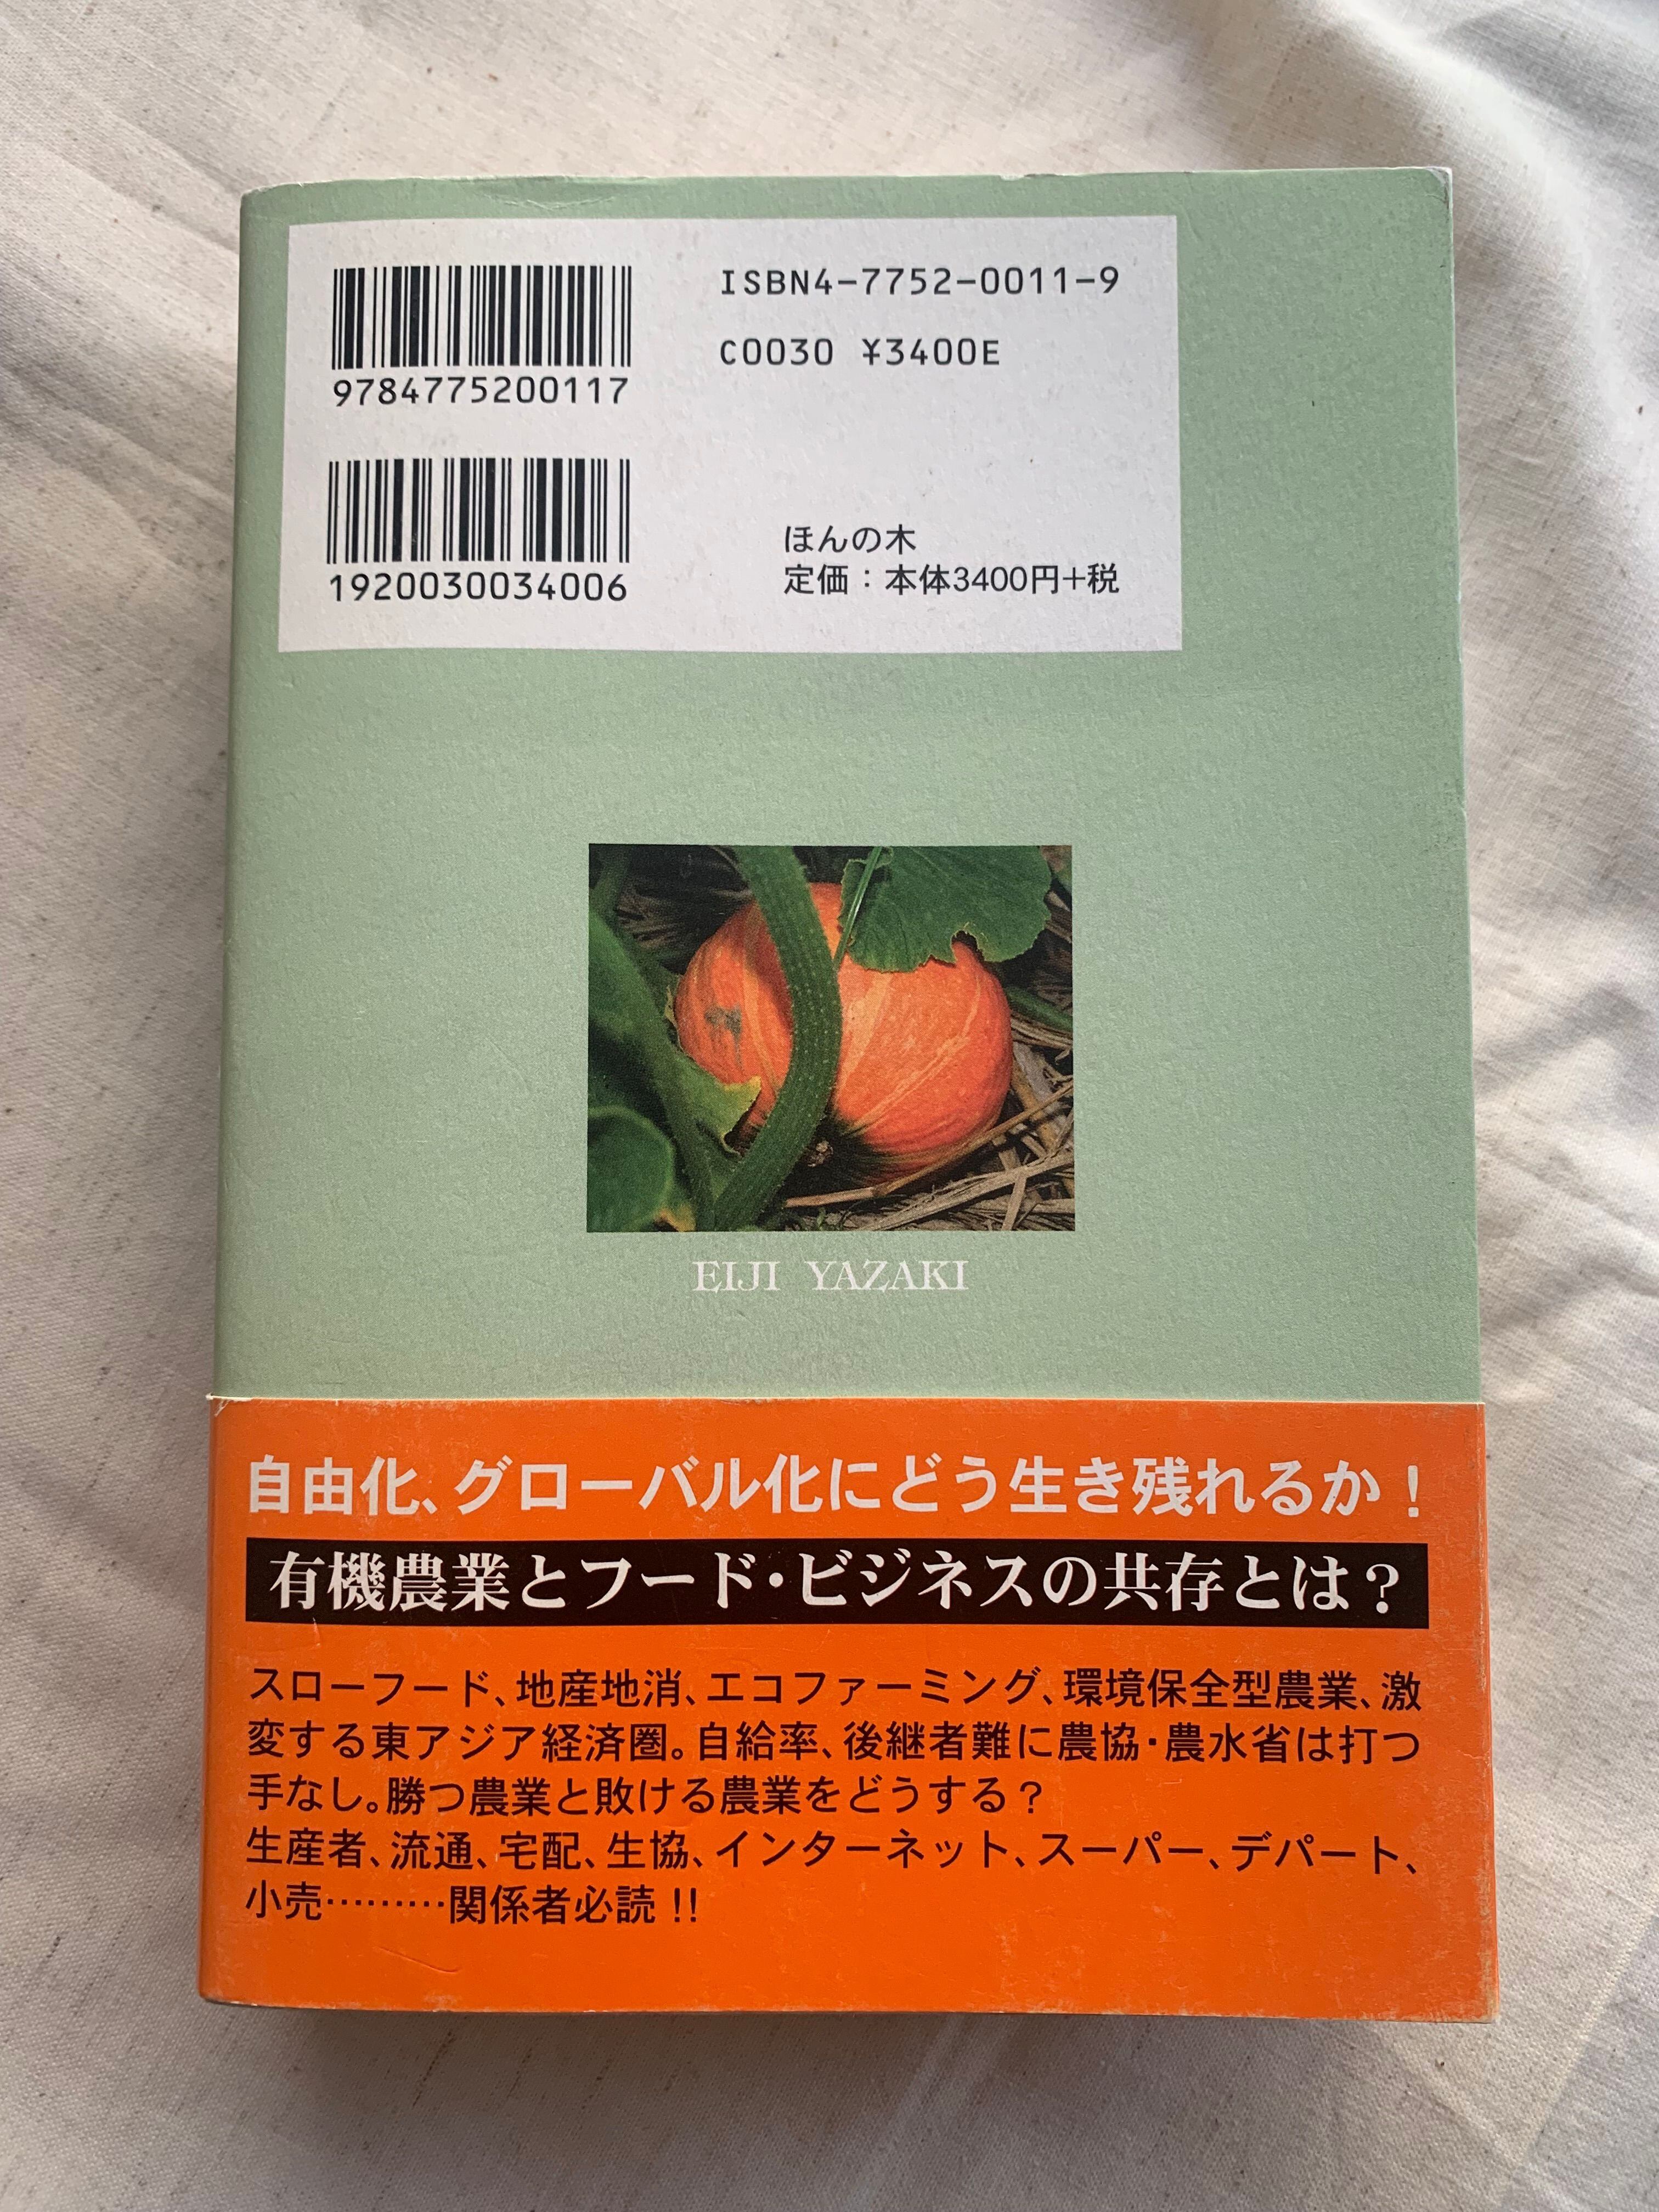 ISBN4-7752-0011-9
C0030 ¥3400E
9784775200117
1920030034006
ほんの木
定価：本体3400円+税
EIJI YAZAKI
自由化、グローバル化にどう生き残れるか！
有機農業とフード・ビジネスの共存とは？
スローフード、地産地消、エコファーミング、環境保全型農業、激
変する東アジア経済圏。自給率、後継者難に農協・農水省は打つ
手なし。勝つ農業と敗ける農業をどうする？
生産者、流通、宅配、生協、インターネット、スーパー、デパート、
小売………関係者必読!!